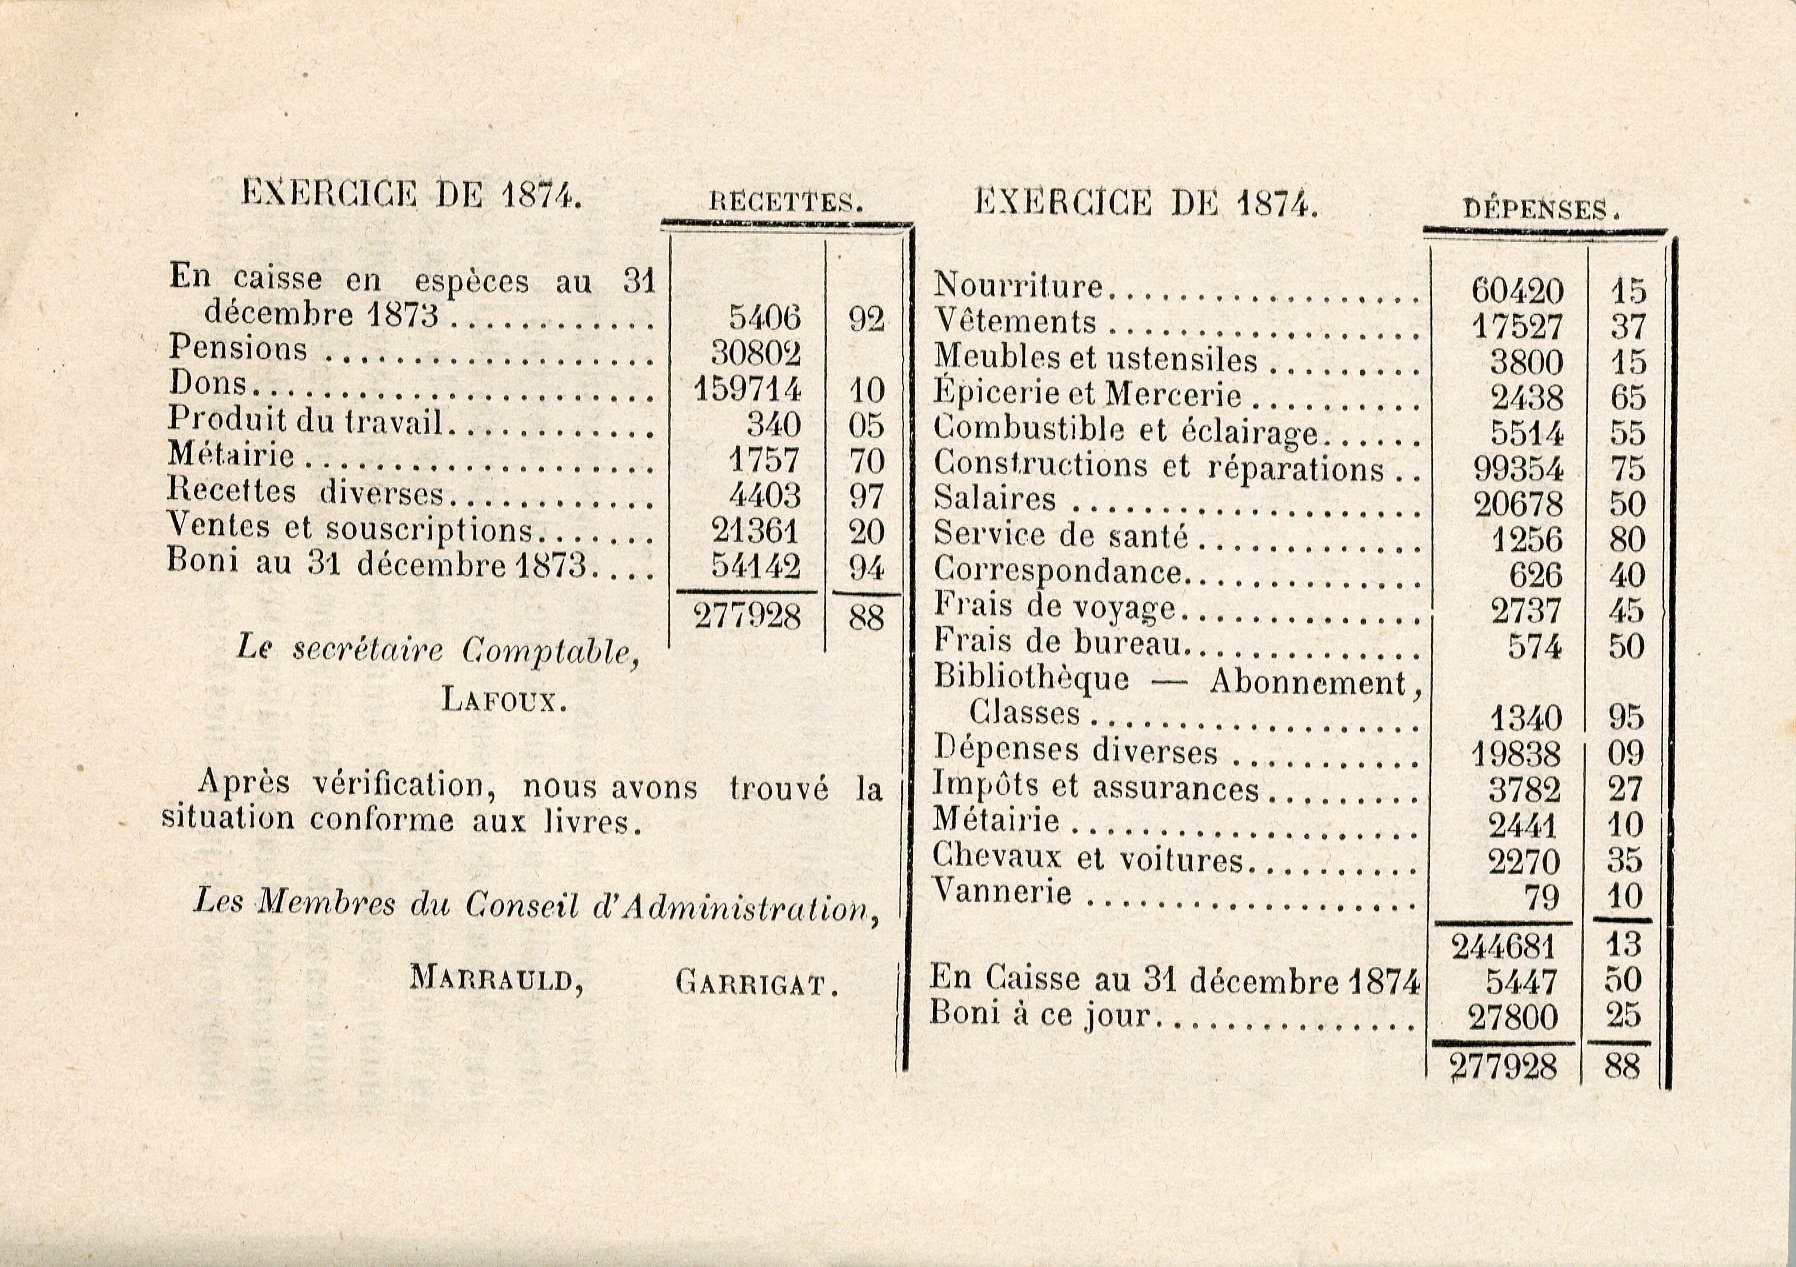 EXERCICE DE 1874. RECETTES.
En caisse en espèces au 31
décembre 1873 ............ 5406 92
Pensions ................... 30802
Dons....................... 159714 10
Produit du travail............ 340 05
Métairie .................... 1757 70
Recettes diverses............ 4403 97
Ventes et souscriptions....... 21361 20
Boni au 31 décembre 1873.... 54142 94
277928 88
Le secrétaire Comptable,
LAFOUX.
Après vérification, nous avons trouvé la
situation conforme aux livres.
Les Membres du Conseil d'Administration,
MARRAULD, GARRIGAT.
EXERCICE DE 1874. DÉPENSES.
Nourriture.................. 60420 15
Vêtements .................. 17527 37
Meubles et ustensiles ......... 3800 15
Épicerie et Mercerie .......... 2438 65
Combustible et éclairage...... 5514 55
Constructions et réparations .. 99354 75
Salaires .................... 20678 50
Service de santé ............. 1256 80
Correspondance.............. 626 40
Frais de voyage.............. 2737 45
Frais de bureau.............. 574 50
Bibliothèque — Abonnement,
Classes ................... 1340 95
Dépenses diverses ........... 19838 09
Impôts et assurances......... 3782 27
Métairie .................... 2441 10
Chevaux et voitures.......... 2270 35
Vannerie ................... 79 10
244681 13
En Caisse au 31 décembre 1874 5447 50
Boni à ce jour............... 27800 25
277928 88